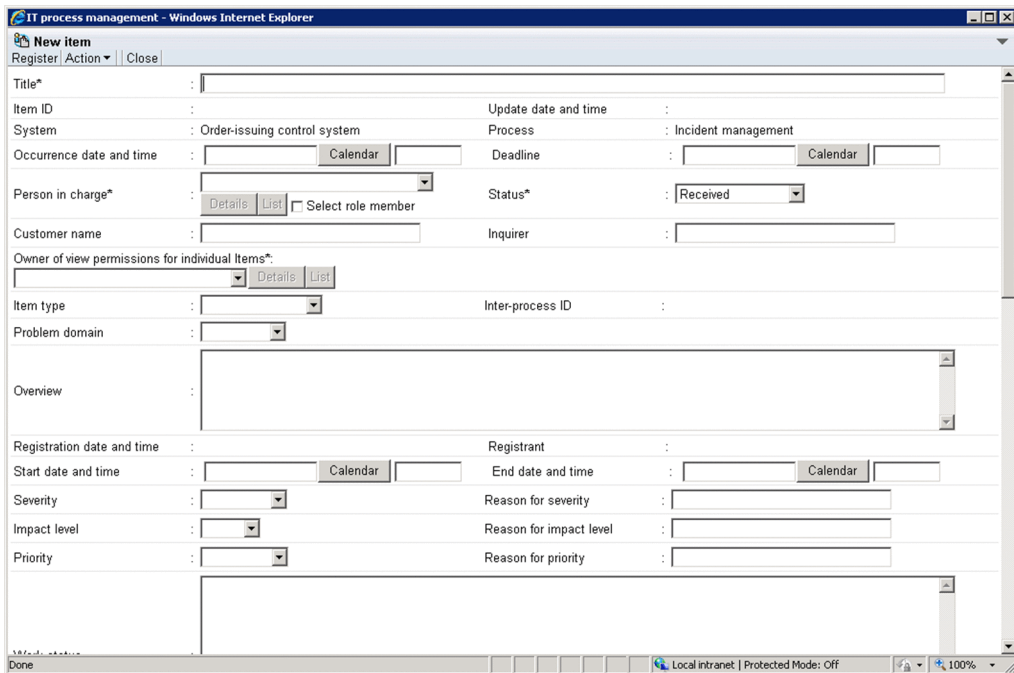 IT process management - Windows Internet Explorer
New item
Register Action Close
Title* :
Item ID : Update date and time :
System : Order-issuing control system Process : Incident management
Occurrence date and time : Calendar Deadline : Calendar
Person in charge* : Status* : Received
Details List Select role member
Customer name : Inquirer :
Owner of view permissions for individual Items*:
Details List
Item type : Inter-process ID :
Problem domain :
Overview :
Registration date and time : Registrant :
Start date and time : Calendar End date and time : Calendar
Severity : Reason for severity :
Impact level : Reason for impact level :
Priority : Reason for priority :
Done Local intranet | Protected Mode: Off 100%